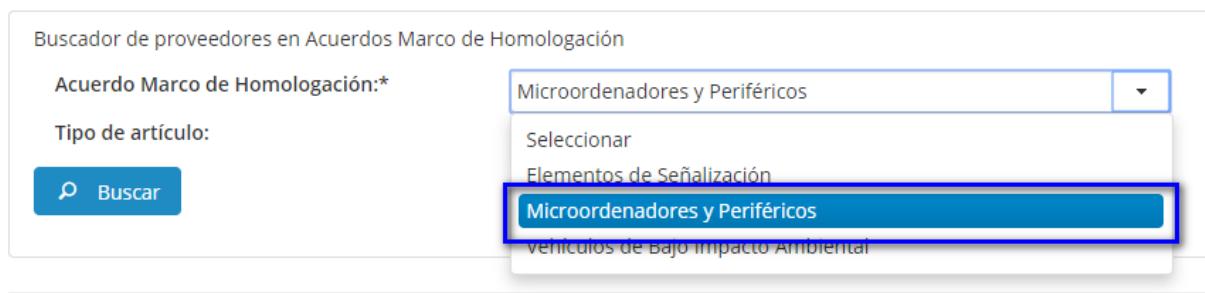 Buscador de proveedores en Acuerdos Marco de Homologación
Acuerdo Marco de Homologación:*
Microordenadores y Periféricos
Tipo de artículo:
Seleccionar
Elementos de Señalización
Microordenadores y Periféricos
Vehículos de Bajo Impacto Ambiental
Buscar